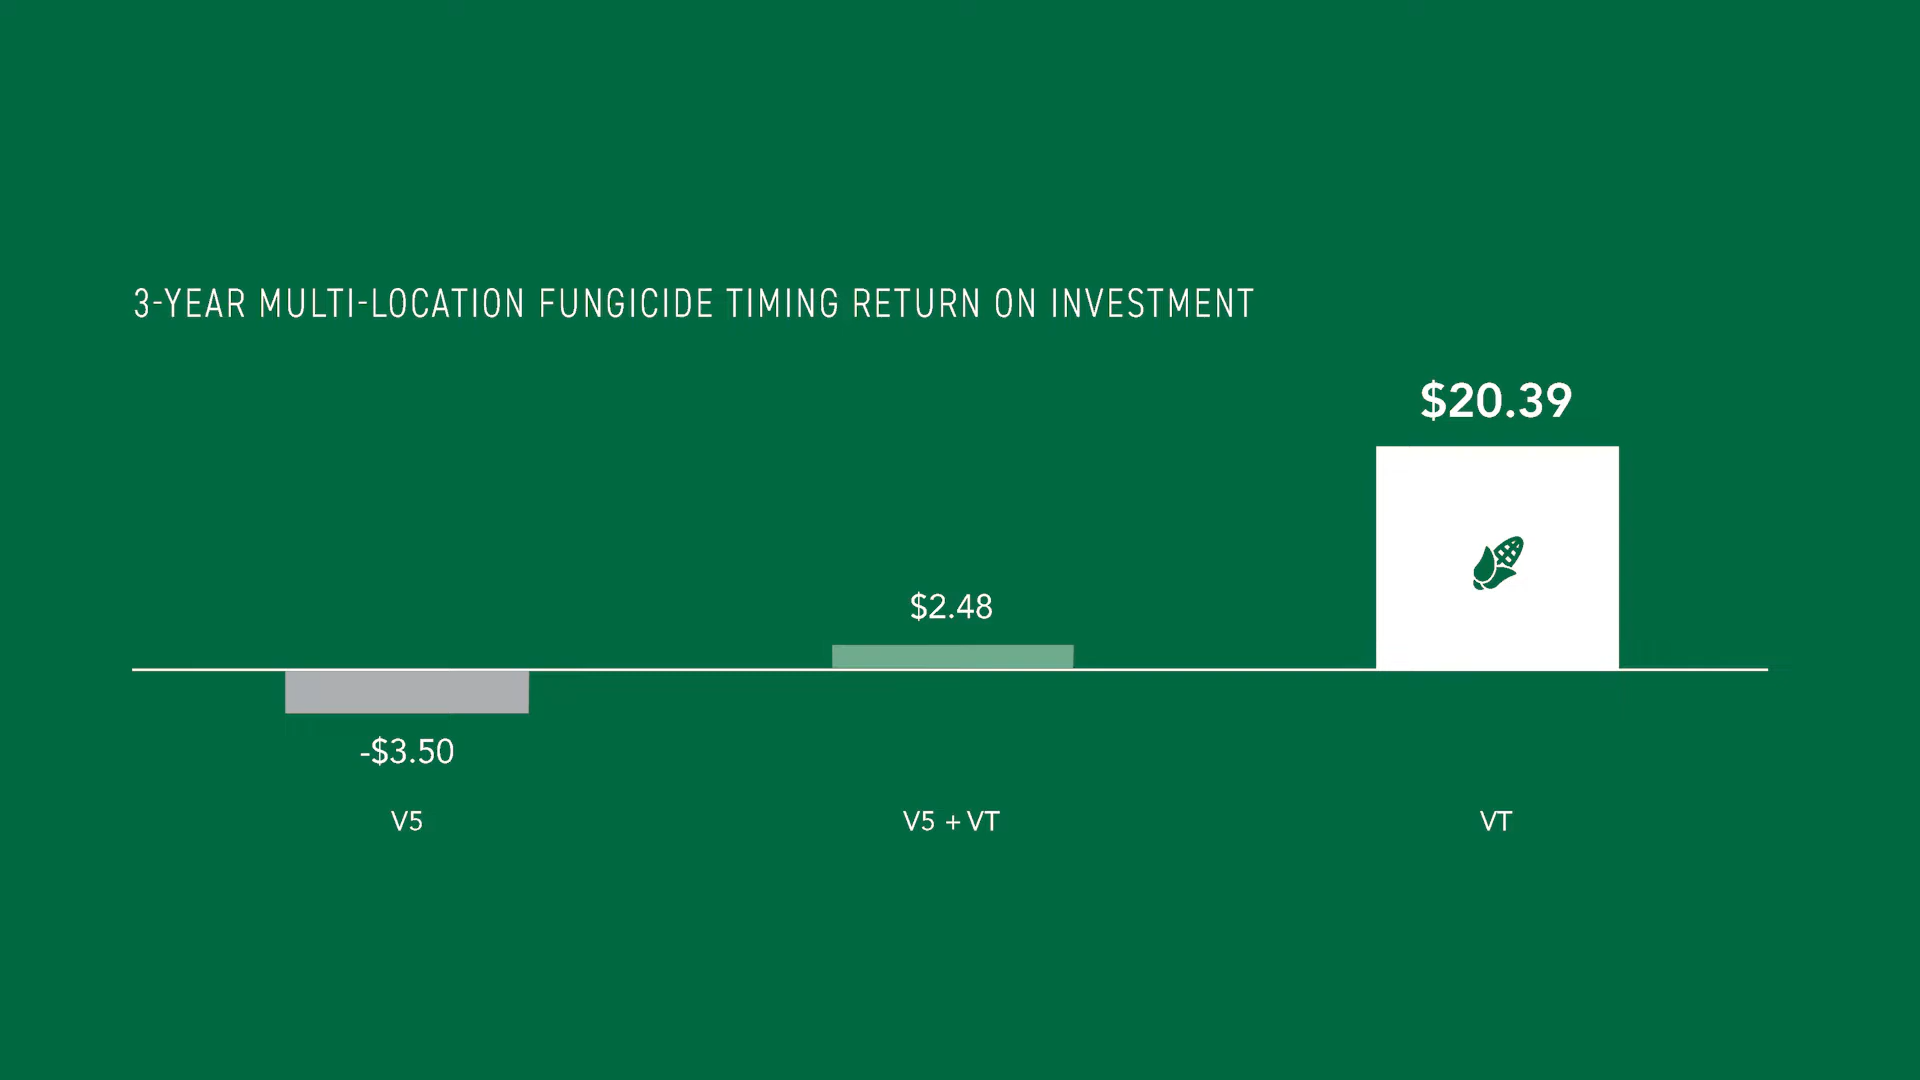 3-YEAR MULTI-LOCATION FUNGICIDE TIMING RETURN ON INVESTMENT
$20.39
$2.48
-$3.50
V5
V5 + VT
VT